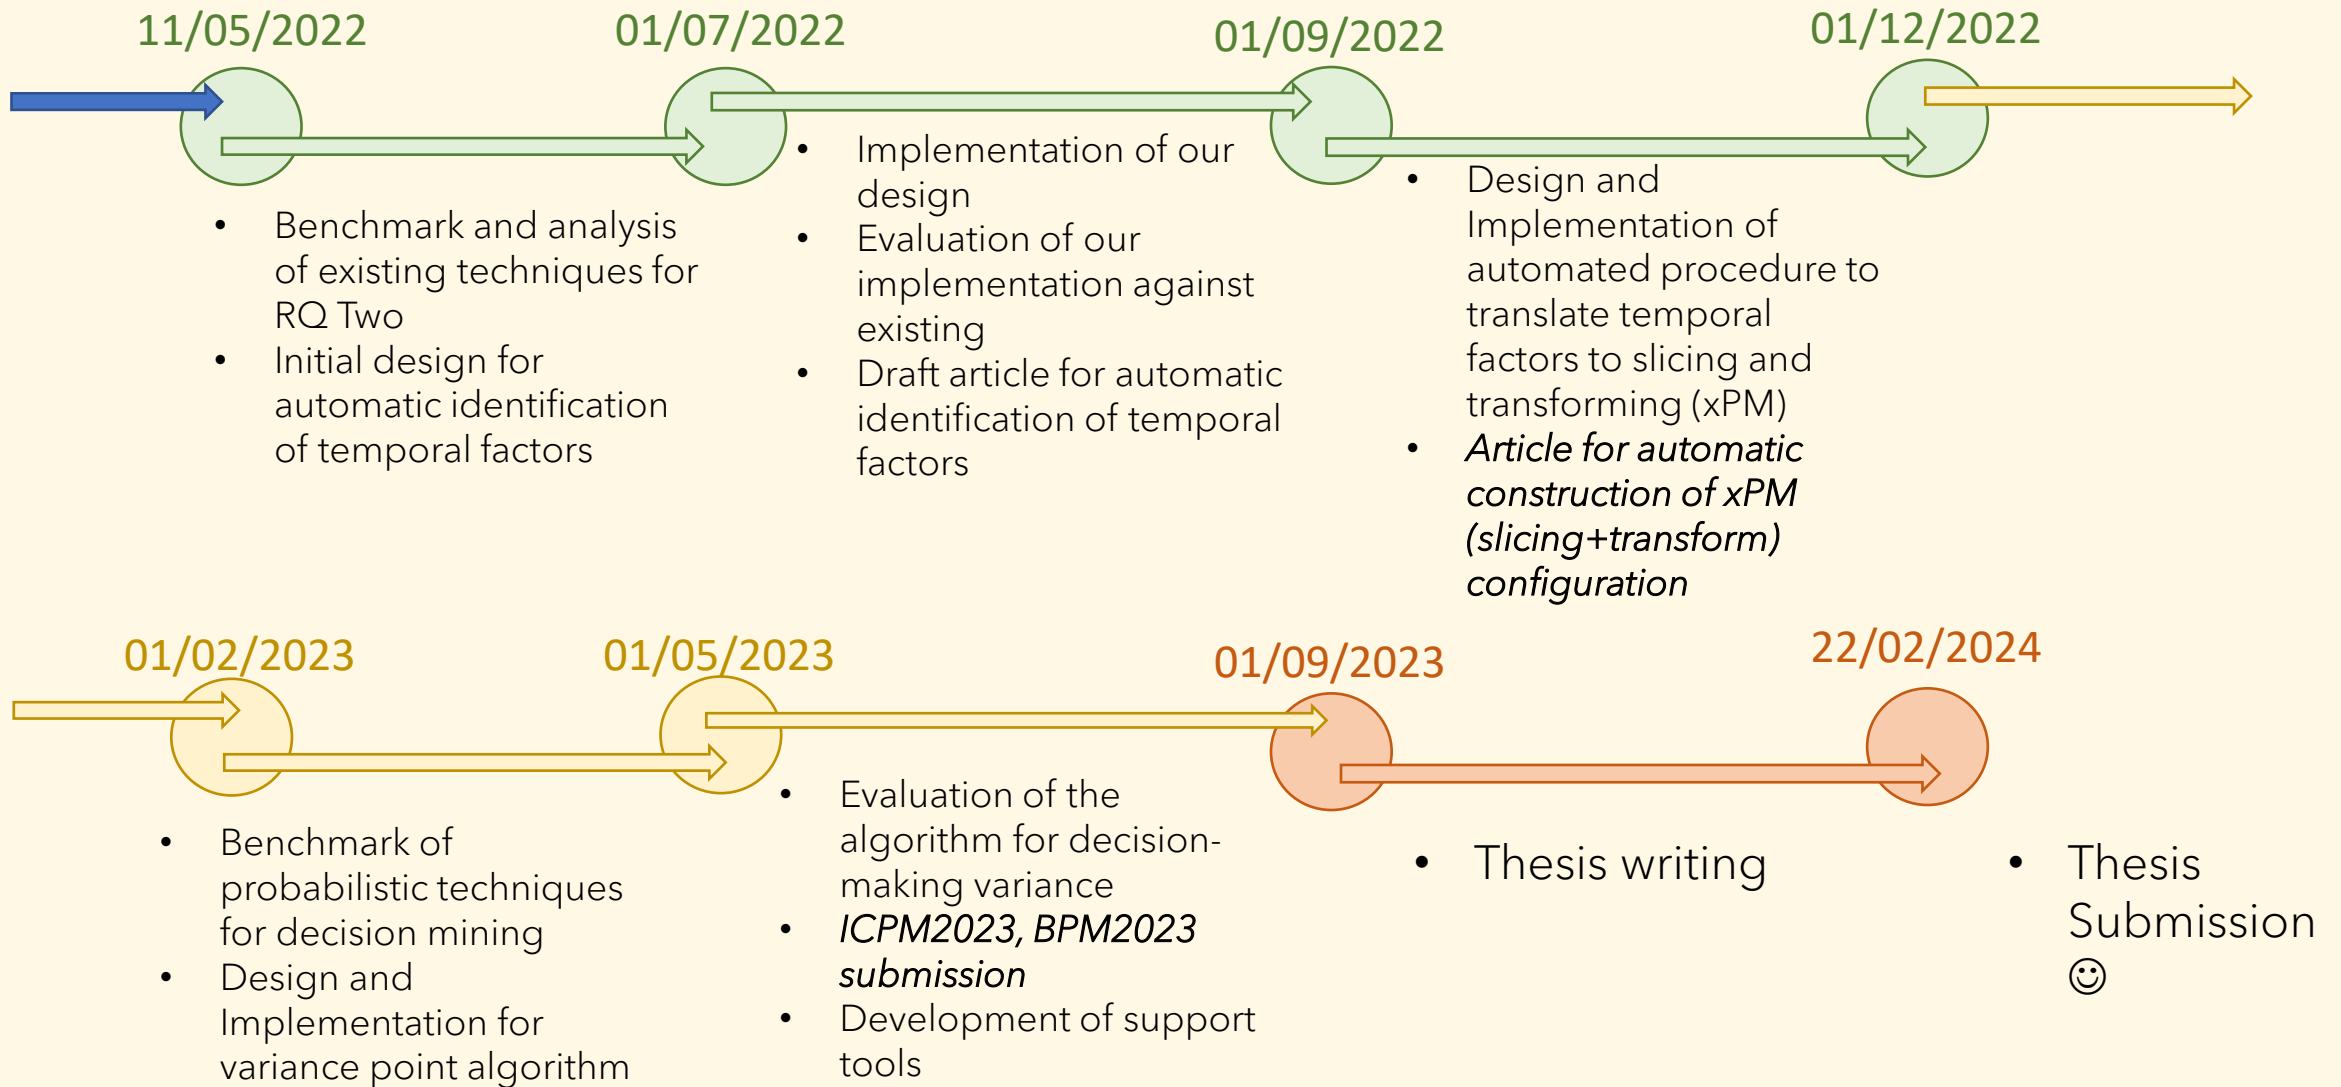 11/05/2022
01/07/2022
01/09/2022
01/12/2022
• Benchmark and analysis
of existing techniques for
RQ Two
• Initial design for
automatic identification
of temporal factors
• Implementation of our
design
• Evaluation of our
implementation against
existing
• Draft article for automatic
identification of temporal
factors
• Design and
Implementation of
automated procedure to
translate temporal
factors to slicing and
transforming (xPM)
• Article for automatic
construction of xPM
(slicing+transform)
configuration
01/02/2023
01/05/2023
01/09/2023
22/02/2024
• Benchmark of
probabilistic techniques
for decision mining
• Design and
Implementation for
variance point algorithm
• Evaluation of the
algorithm for decision-
making variance
• ICPM2023, BPM2023
submission
• Development of support
tools
• Thesis writing
• Thesis
Submission
☺